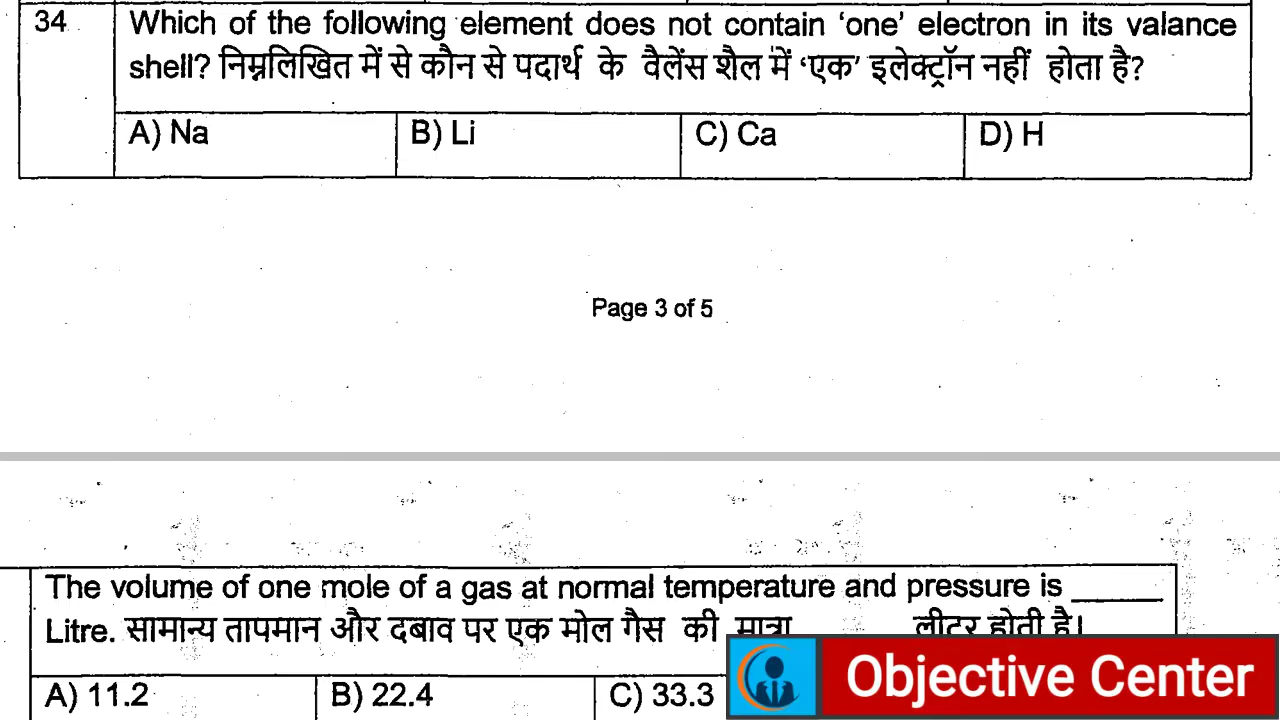 34 Which of the following element does not contain ‘one’ electron in its valance
shell? निम्नलिखित में से कौन से पदार्थ के वैलेंस शैल में ‘एक’ इलेक्ट्रॉन नहीं होता है?
A) Na B) Li C) Ca D) H
Page 3 of 5
The volume of one mole of a gas at normal temperature and pressure is ______
Litre. सामान्य तापमान और दबाव पर एक मोल गैस की मात्रा लीटर होती है।
A) 11.2 B) 22.4 C) 33.3
Objective Center